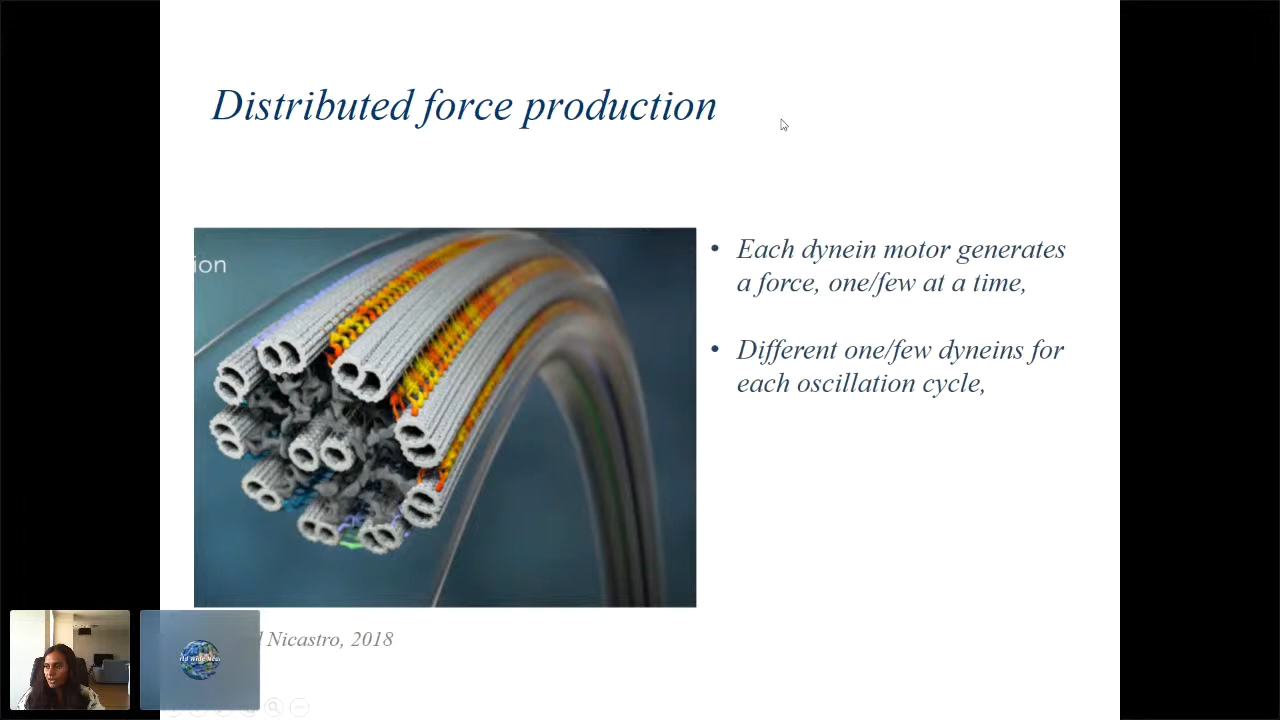 Distributed force production
ion
• Each dynein motor generates
a force, one/few at a time,
• Different one/few dyneins for
each oscillation cycle,
Nicastro, 2018